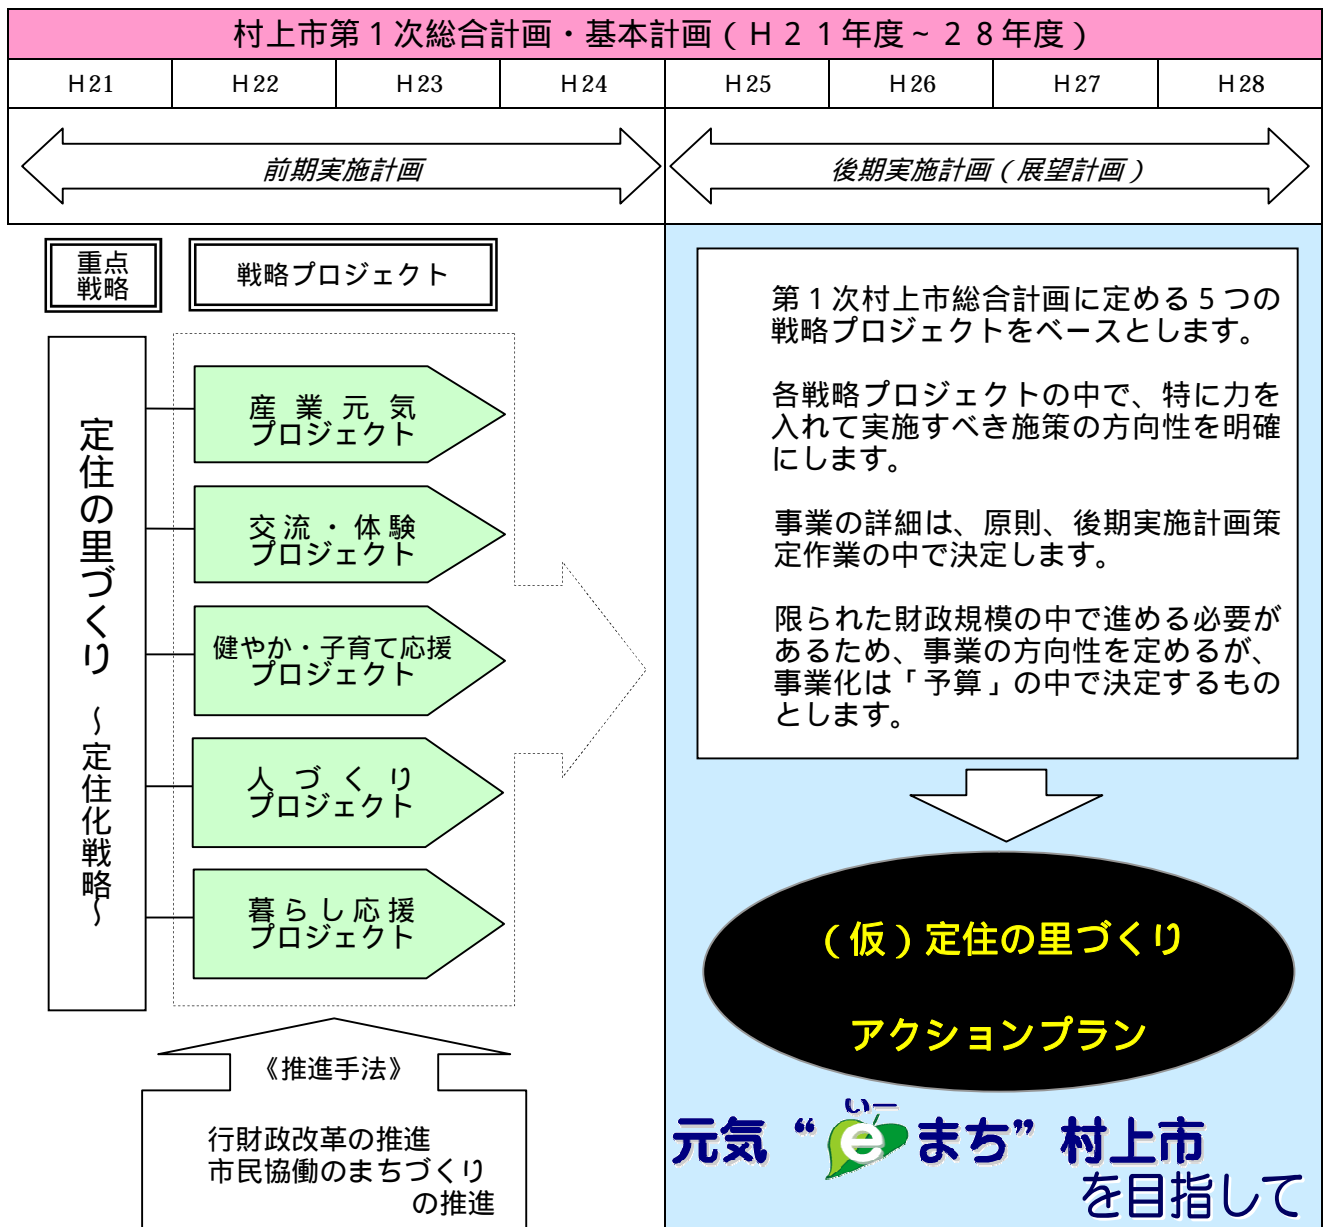 村上市第１次総合計画・基本計画（Ｈ２１年度～２８年度）
Ｈ21 Ｈ22 Ｈ23 Ｈ24 Ｈ25 Ｈ26 Ｈ27 Ｈ28
前期実施計画
後期実施計画（展望計画）
重点
戦略
戦略プロジェクト
定住の里づくり ～定住化戦略～
産業元気
プロジェクト
交流・体験
プロジェクト
健やか・子育て応援
プロジェクト
人づくり
プロジェクト
暮らし応援
プロジェクト
《推進手法》
行財政改革の推進
市民協働のまちづくり
の推進
第１次村上市総合計画に定める５つの
戦略プロジェクトをベースとします。
各戦略プロジェクトの中で、特に力を
入れて実施すべき施策の方向性を明確
にします。
事業の詳細は、原則、後期実施計画策
定作業の中で決定します。
限られた財政規模の中で進める必要が
あるため、事業の方向性を定めるが、
事業化は「予算」の中で決定するもの
とします。
（仮）定住の里づくり
アクションプラン
いー
元気“eまち”村上市
を目指して